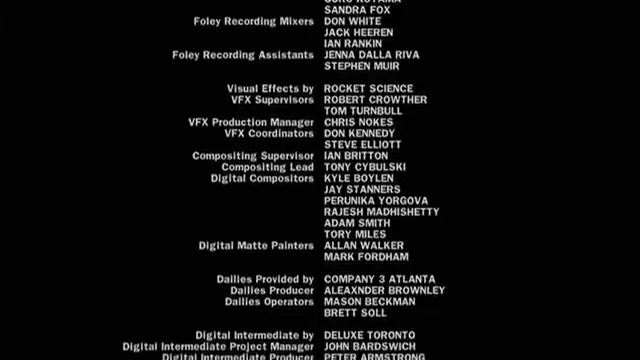 SANDRA FOX
Foley Recording Mixers DON WHITE
JACK HEEREN
IAN RANKIN
Foley Recording Assistants JENNA DALLA RIVA
STEPHEN MUIR
Visual Effects by ROCKET SCIENCE
VFX Supervisors ROBERT CROWTHER
TOM TURNBULL
VFX Production Manager CHRIS NOKES
VFX Coordinators DON KENNEDY
STEVE ELLIOTT
Compositing Supervisor IAN BRITTON
Compositing Lead TONY CYBULSKI
Digital Compositors KYLE BOYLEN
JAY STANNERS
PERUNIKA YORGOVA
RAJESH MADHISHETTY
ADAM SMITH
TORY MILES
Digital Matte Painters ALLAN WALKER
MARK FORDHAM
Dailies Provided by COMPANY 3 ATLANTA
Dailies Producer ALEAXNDER BROWNLEY
Dailies Operators MASON BECKMAN
BRETT SOLL
Digital Intermediate by DELUXE TORONTO
Digital Intermediate Project Manager JOHN BARDSWICH
Digital Intermediate Producer PETER ARMSTRONG